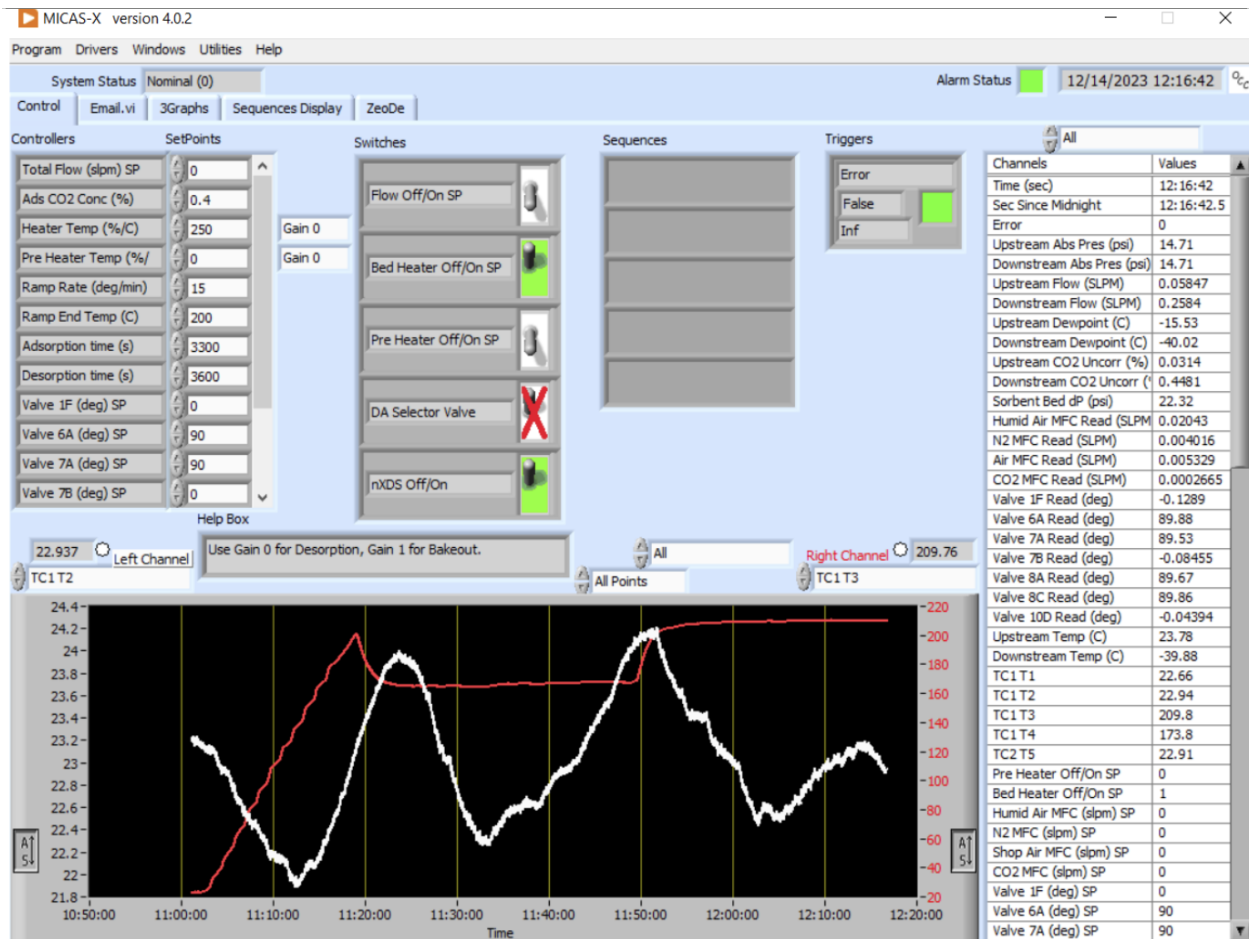 MICAS-X version 4.0.2
Program Drivers Windows Utilities Help
System Status Nominal (0)
Alarm Status 12/14/2023 12:16:42
Control Email.vi 3Graphs Sequences Display ZeoDe
Controllers SetPoints
Total Flow (slpm) SP 0
Ads CO2 Conc (%) 0.4
Heater Temp (%/C) 250 Gain 0
Pre Heater Temp (%/ 0 Gain 0
Ramp Rate (deg/min) 15
Ramp End Temp (C) 200
Adsorption time (s) 3300
Desorption time (s) 3600
Valve 1F (deg) SP 0
Valve 6A (deg) SP 90
Valve 7A (deg) SP 90
Valve 7B (deg) SP 0
Switches
Flow Off/On SP
Bed Heater Off/On SP
Pre Heater Off/On SP
DA Selector Valve
nXDS Off/On
Sequences
Triggers
Error
False
Inf
All
Channels Values
Time (sec) 12:16:42
Sec Since Midnight 12:16:42.5
Error 0
Upstream Abs Pres (psi) 14.71
Downstream Abs Pres (psi) 14.71
Upstream Flow (SLPM) 0.05847
Downstream Flow (SLPM) 0.2584
Upstream Dewpoint (C) -15.53
Downstream Dewpoint (C) -40.02
Upstream CO2 Uncorr (%) 0.0314
Downstream CO2 Uncorr (' 0.4481
Sorbent Bed dP (psi) 22.32
Humid Air MFC Read (SLPM 0.02043
N2 MFC Read (SLPM) 0.004016
Air MFC Read (SLPM) 0.005329
CO2 MFC Read (SLPM) 0.0002665
Valve 1F Read (deg) -0.1289
Valve 6A Read (deg) 89.88
Valve 7A Read (deg) 89.53
Valve 7B Read (deg) -0.08455
Valve 8A Read (deg) 89.67
Valve 8C Read (deg) 89.86
Valve 10D Read (deg) -0.04394
Upstream Temp (C) 23.78
Downstream Temp (C) -39.88
TC1T1 22.66
TC1T2 22.94
TC1T3 209.8
TC1T4 173.8
TC2T5 22.91
Pre Heater Off/On SP 0
Bed Heater Off/On SP 1
Humid Air MFC (slpm) SP 0
N2 MFC (slpm) SP 0
Shop Air MFC (slpm) SP 0
CO2 MFC (slpm) SP 0
Valve 1F (deg) SP 0
Valve 6A (deg) SP 90
Valve 7A (deg) SP 90
Help Box
Use Gain 0 for Desorption, Gain 1 for Bakeout.
22.937 Left Channel
TC1T2
All
All Points
Right Channel 209.76
TC1T3
24.4
24.2
24
23.8
23.6
23.4
23.2
23
22.8
22.6
22.4
22.2
22
21.8
220
200
180
160
140
120
100
80
60
40
20
A
S
A
S
10:50:00 11:00:00 11:10:00 11:20:00 11:30:00 11:40:00 11:50:00 12:00:00 12:10:00 12:20:00
Time